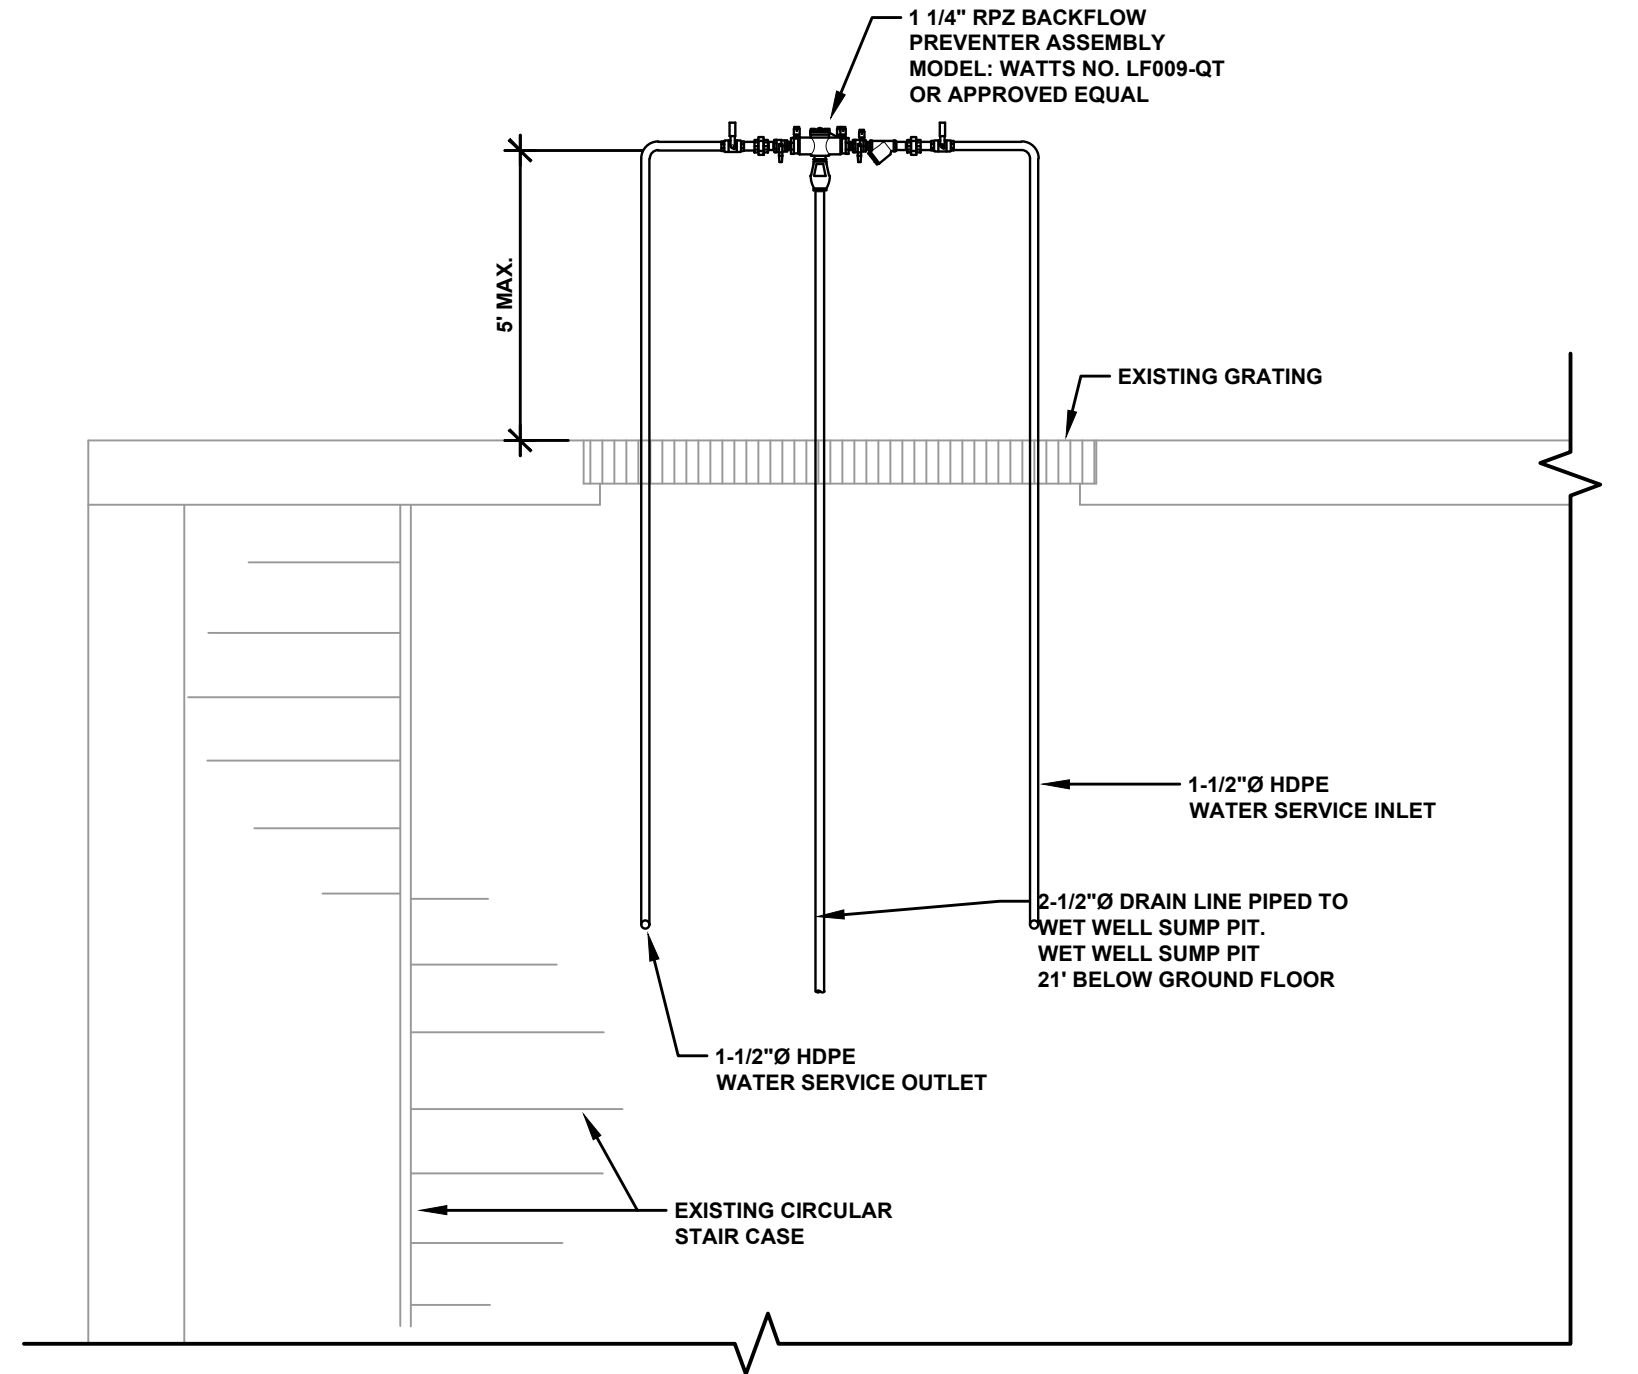 1 1/4" RPZ BACKFLOW
PREVENTER ASSEMBLY
MODEL: WATTS NO. LF009-QT
OR APPROVED EQUAL
5' MAX.
EXISTING GRATING
1-1/2"Ø HDPE
WATER SERVICE INLET
2-1/2"Ø DRAIN LINE PIPED TO
WET WELL SUMP PIT.
WET WELL SUMP PIT
21' BELOW GROUND FLOOR
1-1/2"Ø HDPE
WATER SERVICE OUTLET
EXISTING CIRCULAR
STAIR CASE